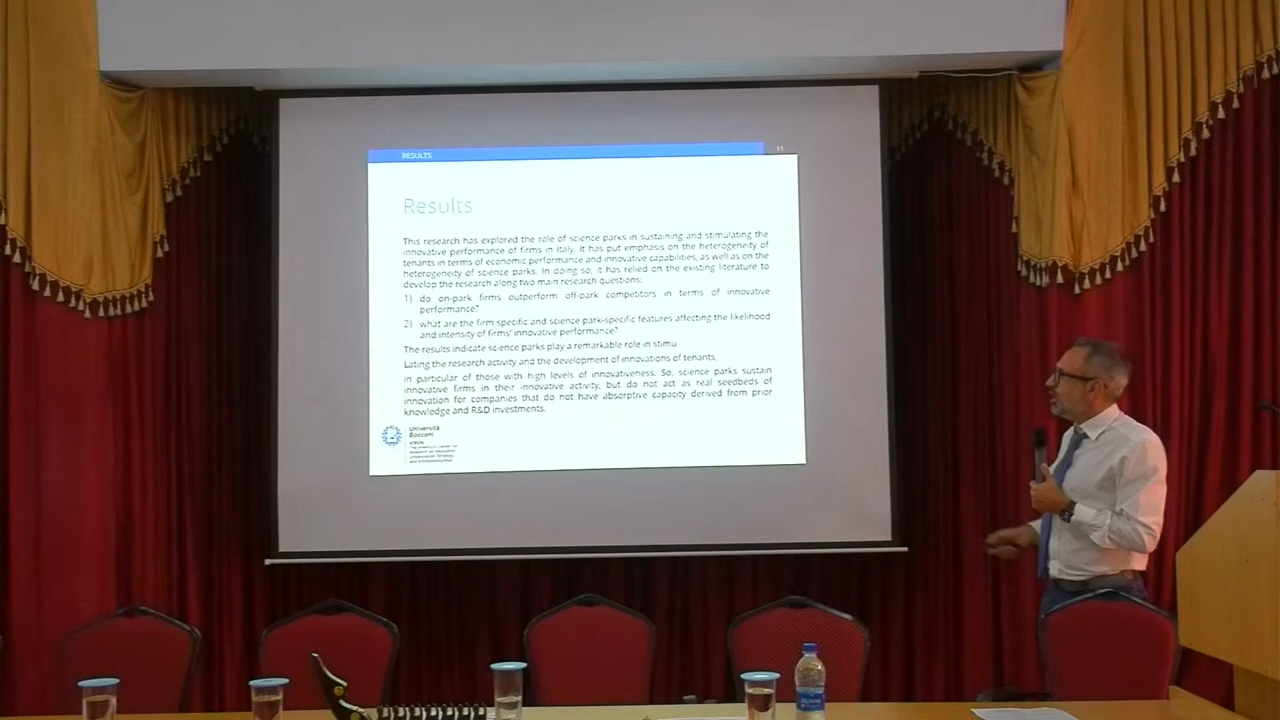 RESULTS
11
Results
This research has explored the role of science parks in sustaining and stimulating the
innovative performance of firms in Italy. It has put emphasis on the heterogeneity of
tenants in terms of economic performance and innovative capabilities, as well as on the
heterogeneity of science parks. In doing so, it has relied on the existing literature to
develop the research along two main research questions:
1) do on-park firms outperform off-park competitors in terms of innovative
performance?
2) what are the firm specific and science park-specific features affecting the likelihood
and intensity of firms' innovative performance?
The results indicate science parks play a remarkable role in stimu
Lating the research activity and the development of innovations of tenants,
in particular of those with high levels of innovativeness. So, science parks sustain
innovative firms in their innovative activity, but do not act as real seedbeds of
innovation for companies that do not have absorptive capacity derived from prior
knowledge and R&D investments.
Università
Bocconi